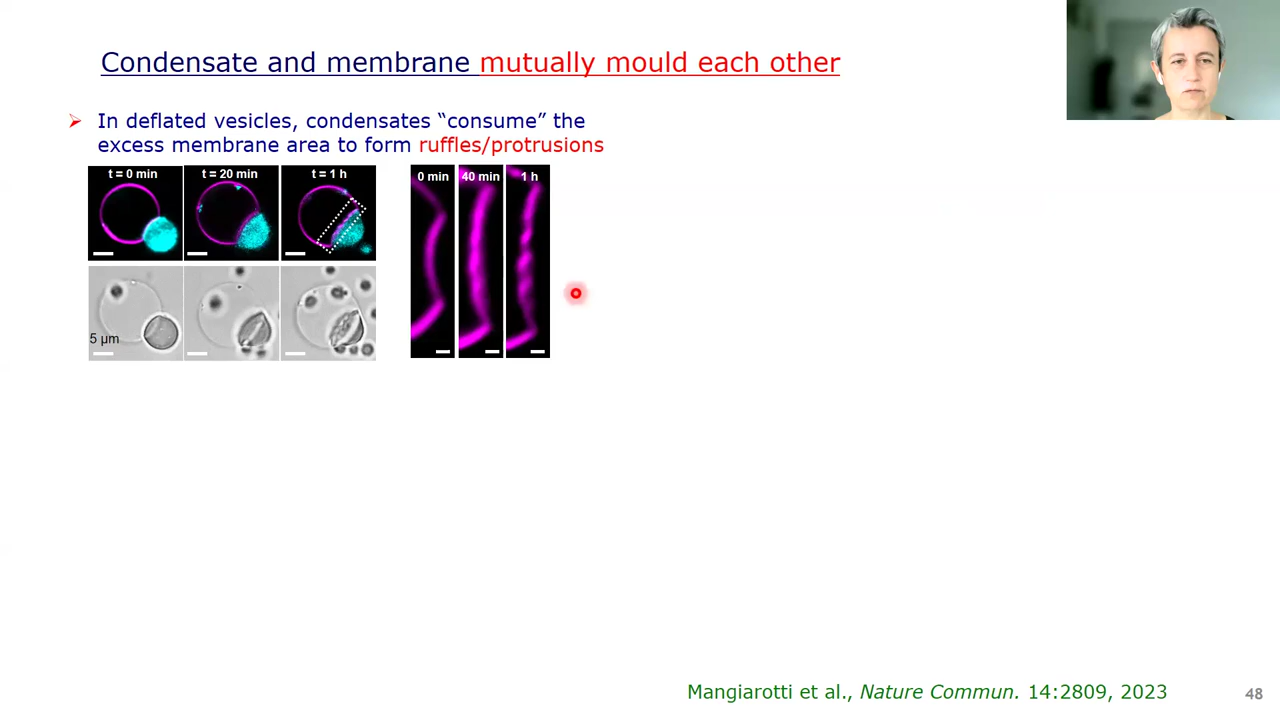 Condensate and membrane mutually mould each other
➢ In deflated vesicles, condensates “consume” the
excess membrane area to form ruffles/protrusions
t = 0 min
t = 20 min
t = 1 h
0 min
40 min
1 h
5 µm
Mangiarotti et al., Nature Commun. 14:2809, 2023
48